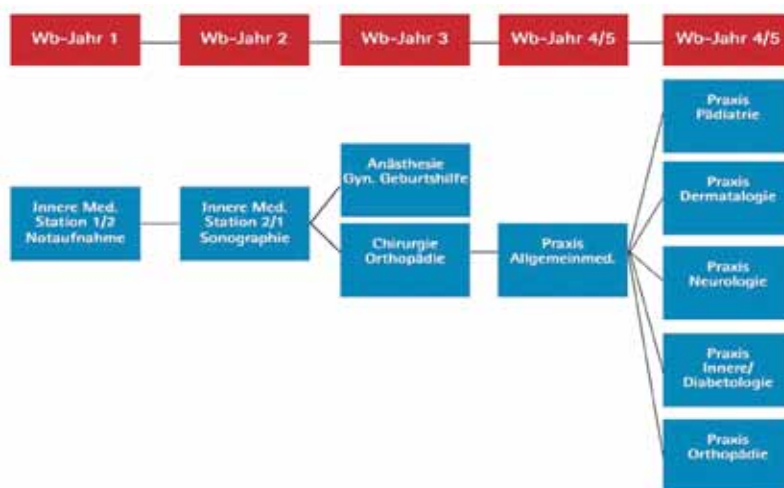 Wb-Jahr 1
Wb-Jahr 2
Wb-Jahr 3
Wb-Jahr 4/5
Wb-Jahr 4/5
Innere Med.
Station 1/2
Notaufnahme
Innere Med.
Station 2/1
Sonographie
Anästhesie
Gyn. Geburtshilfe
Chirurgie
Orthopädie
Praxis
Allgemeinmed.
Praxis
Pädiatrie
Praxis
Dermatalogie
Praxis
Neurologie
Praxis
Innere/
Diabetologie
Praxis
Orthopädie